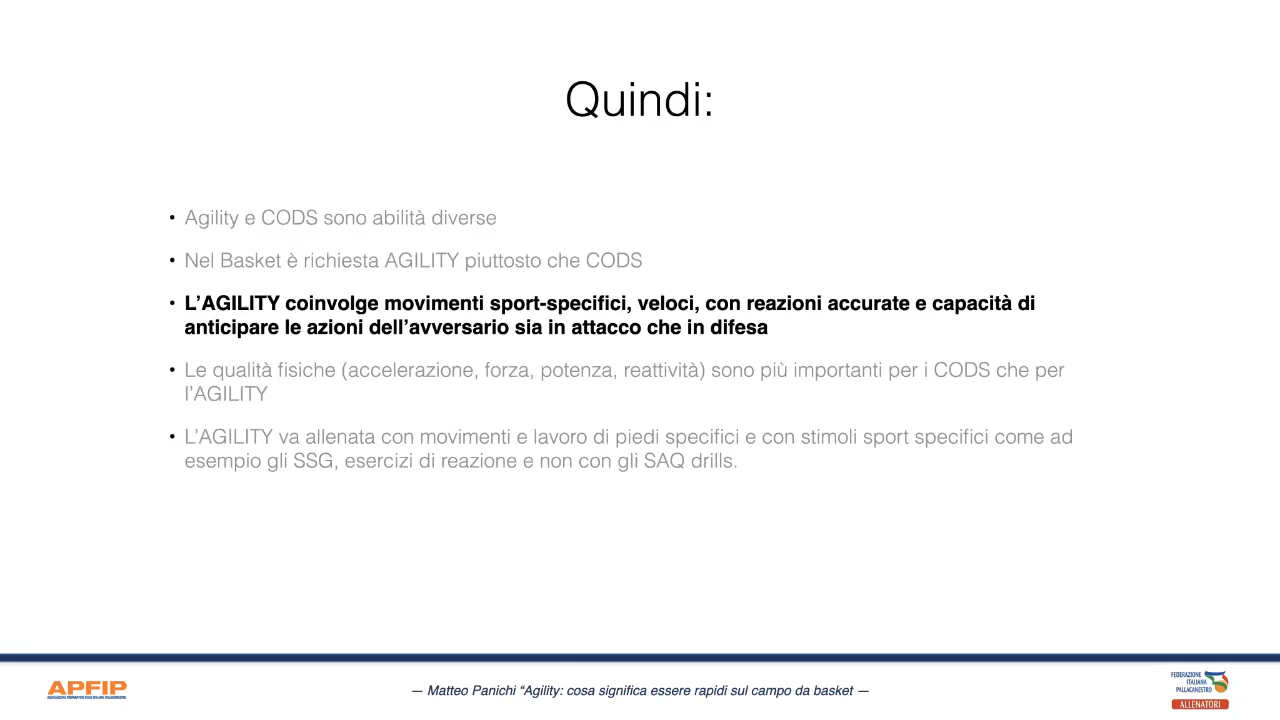 Quindi:
• Agility e CODS sono abilità diverse
• Nel Basket è richiesta AGILITY piuttosto che CODS
• L’AGILITY coinvolge movimenti sport-specifici, veloci, con reazioni accurate e capacità di
anticipare le azioni dell’avversario sia in attacco che in difesa
• Le qualità fisiche (accelerazione, forza, potenza, reattività) sono più importanti per i CODS che per
l’AGILITY
• L’AGILITY va allenata con movimenti e lavoro di piedi specifici e con stimoli sport specifici come ad
esempio gli SSG, esercizi di reazione e non con gli SAQ drills.
APFIP
— Matteo Panichi “Agility: cosa significa essere rapidi sul campo da basket —
FEDERAZIONE
ITALIANA
PALLACANESTRO
ALLENATORI